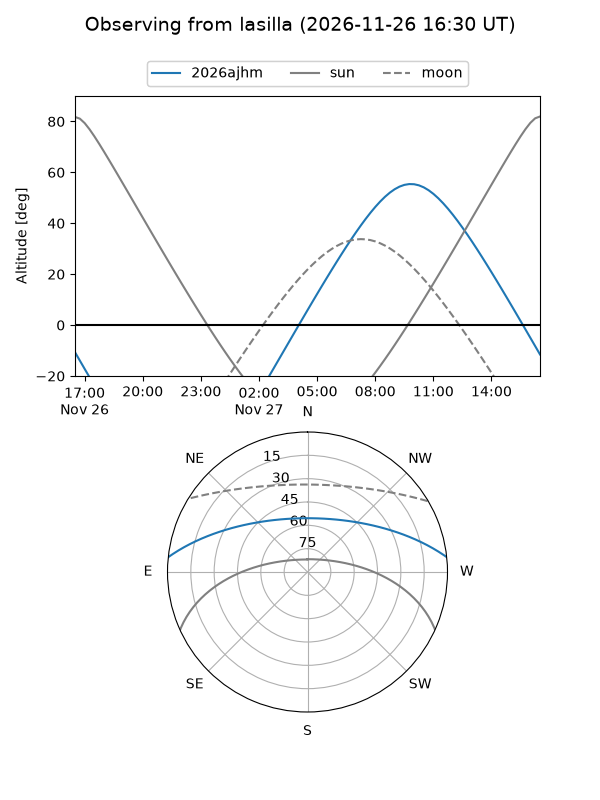 Observing from lasilla (2026-11-26 16:30 UT)
2026ajhm sun moon
80
60
40
20
0
−20
Altitude [deg]
17:00 20:00 23:00 02:00 05:00 08:00 11:00 14:00
Nov 26 Nov 27
N
NE NW
15
30
45
60
75
E W
SE SW
S